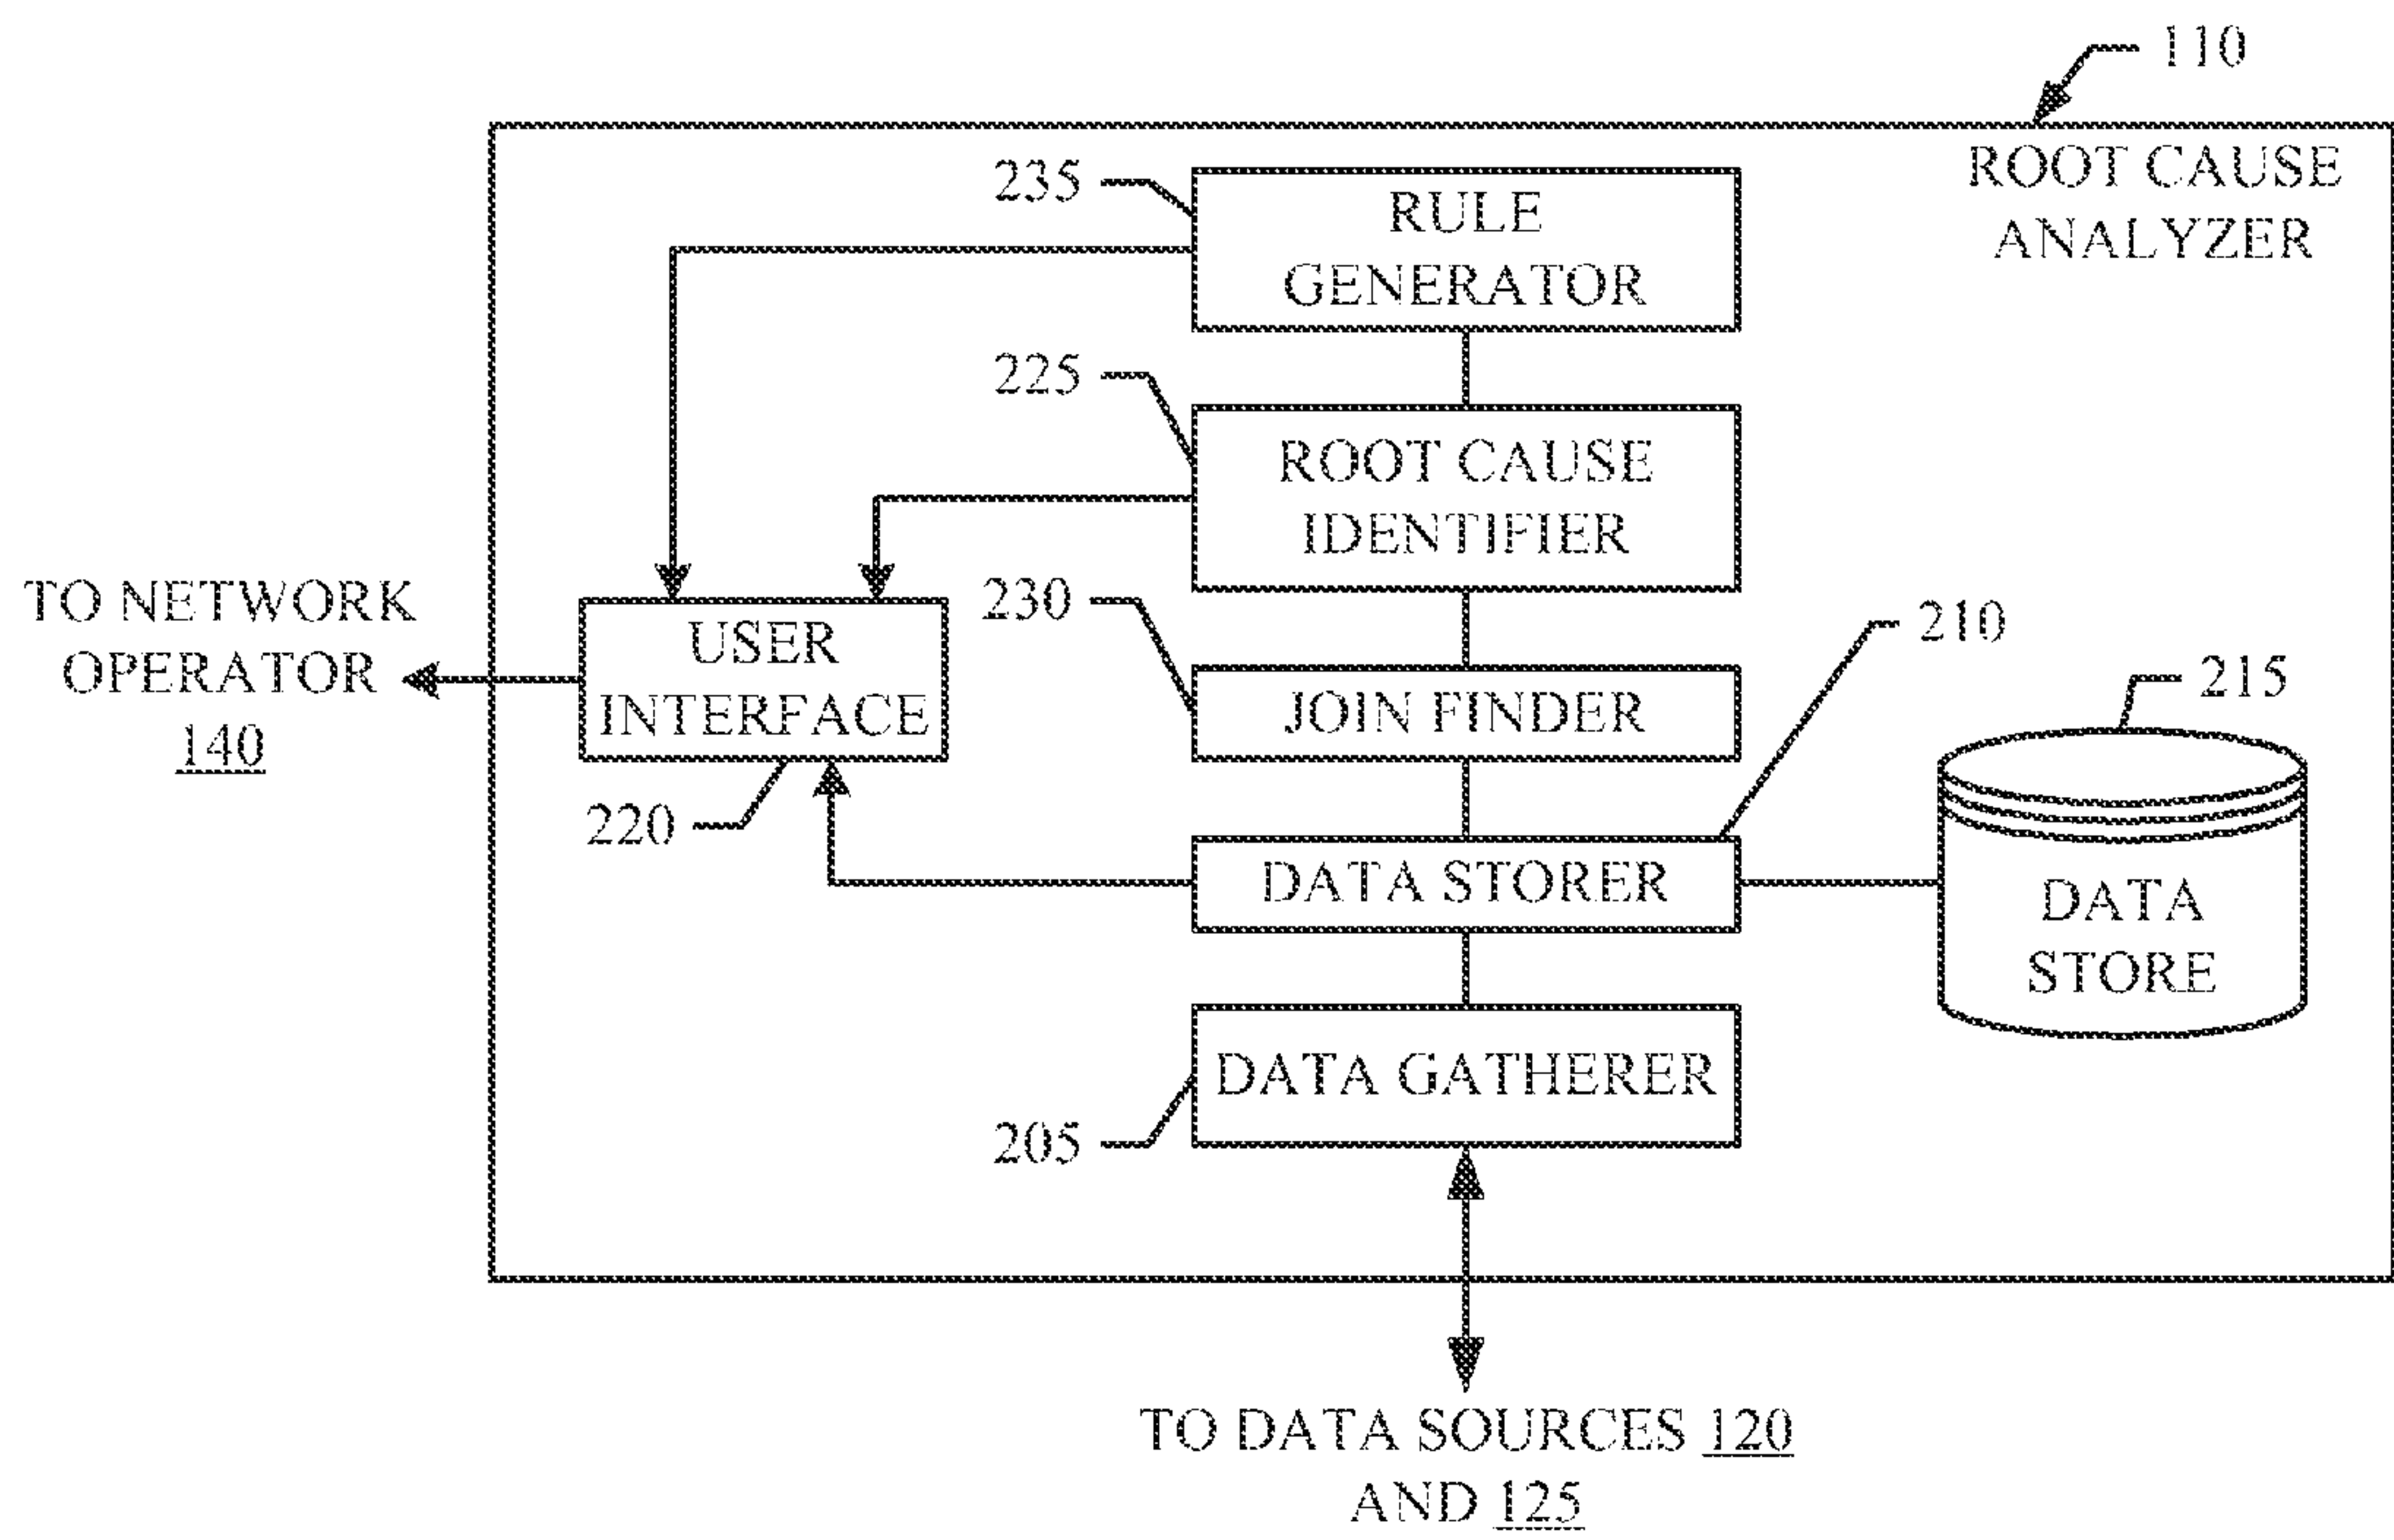 110
ROOT CAUSE
ANALYZER
235
RULE
GENERATOR
225
ROOT CAUSE
IDENTIFIER
TO NETWORK
OPERATOR
140
USER
INTERFACE
220
230
JOIN FINDER
210
215
DATA STORER
DATA
STORE
DATA GATHERER
205
TO DATA SOURCES 120
AND 125